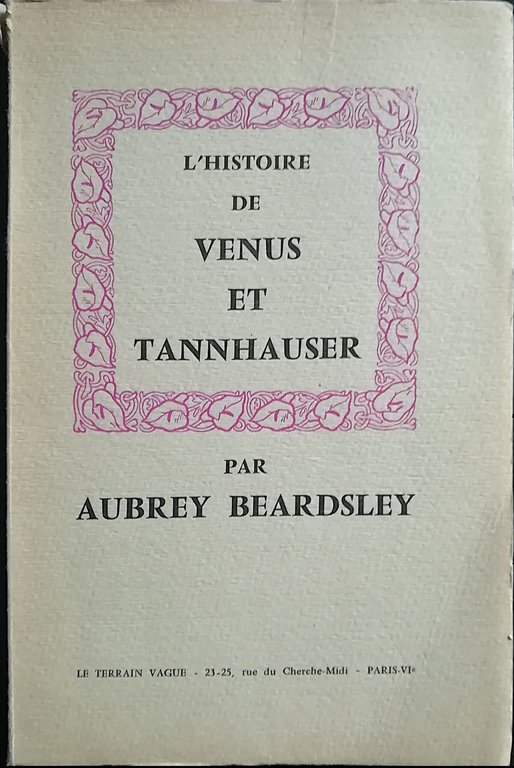 L'HISTOIRE
DE
VENUS
ET
TANNHAUSER
PAR
AUBREY BEARDSLEY
LE TERRAIN VAGUE - 23-25, rue du Cherche-Midi - PARIS-VIe